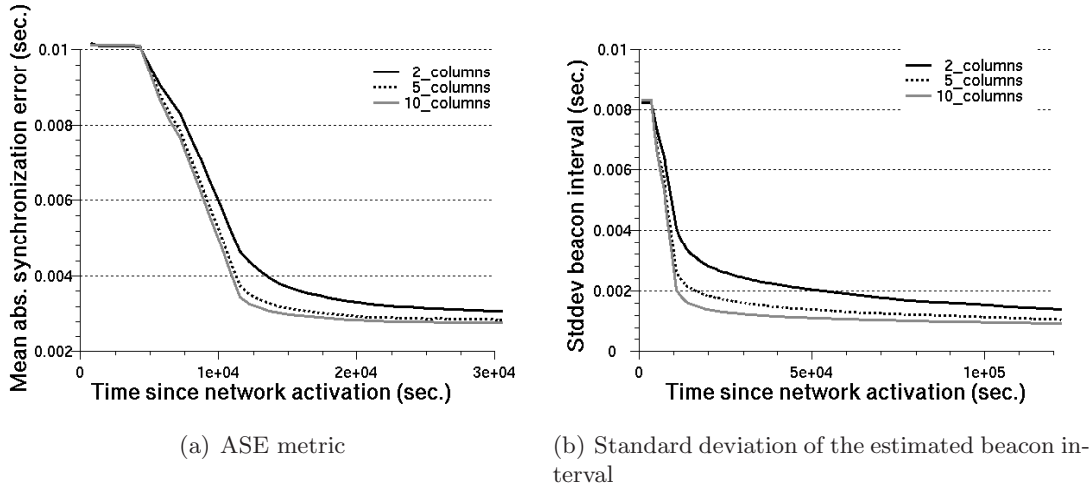 Mean abs. synchronization error (sec.)
0.01
0.008
0.006
0.004
0.002
2_columns
5_columns
10_columns
0
1e+04
2e+04
3e+04
Time since network activation (sec.)
(a) ASE metric
Stddev beacon interval (sec.)
0.01
0.008
0.006
0.004
0.002
0
2_columns
5_columns
10_columns
0
5e+04
1e+05
Time since network activation (sec.)
(b) Standard deviation of the estimated beacon in-
terval